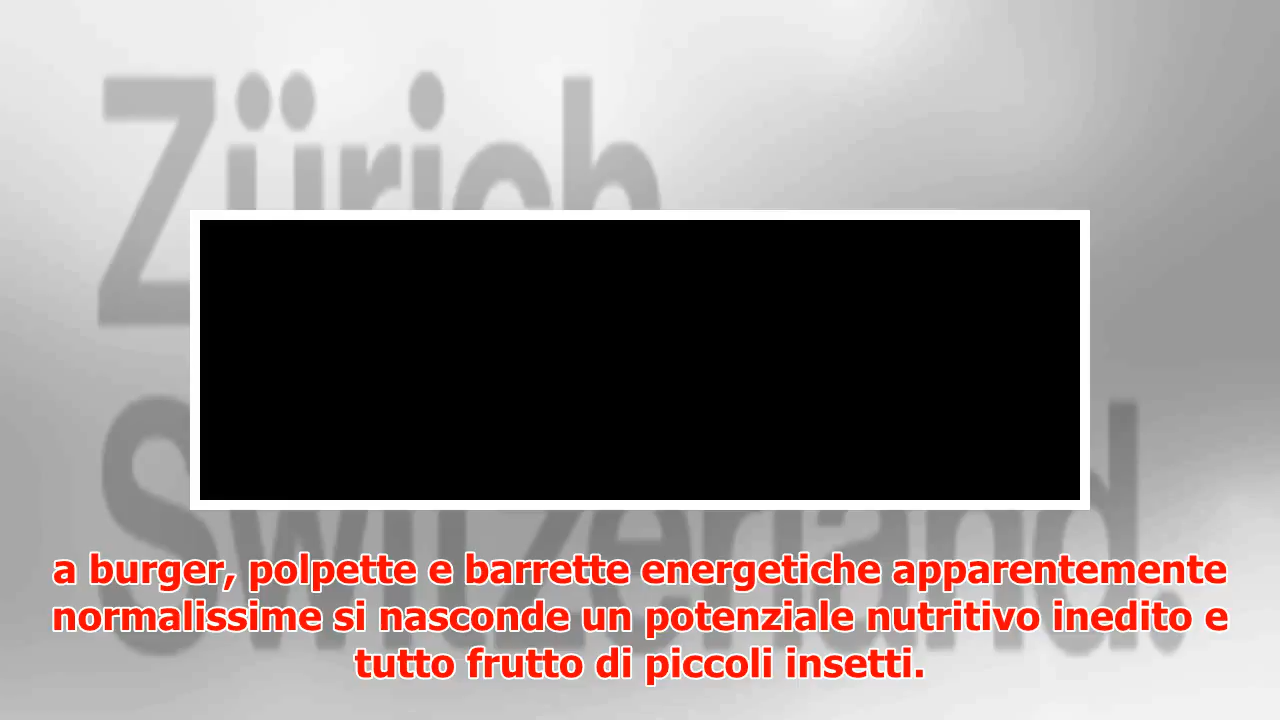 Zürich
Switzerland.
a burger, polpette e barrette energetiche apparentemente
normalissime si nasconde un potenziale nutritivo inedito e
tutto frutto di piccoli insetti.